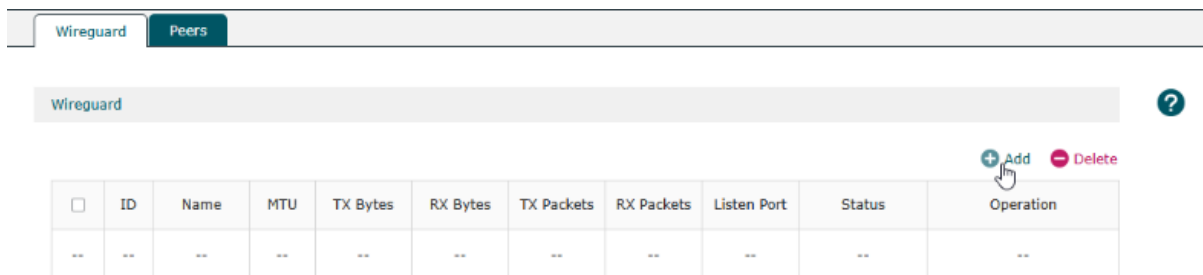 Wireguard Peers
Wireguard
?
Add Delete
ID Name MTU TX Bytes RX Bytes TX Packets RX Packets Listen Port Status Operation
-- -- -- -- -- -- -- -- -- -- --